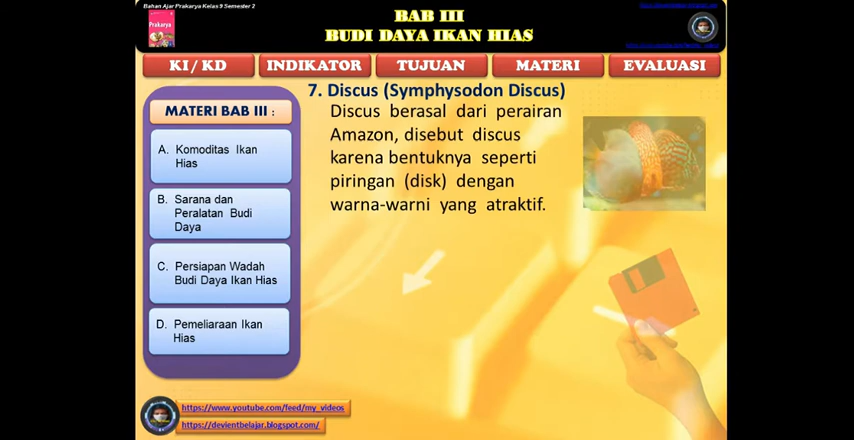 Bahan Ajar Prakarya Kelas 9 Semester 2
Prakarya
BAB III
BUDI DAYA IKAN HIAS
KI / KD
INDIKATOR
TUJUAN
MATERI
EVALUASI
MATERI BAB III :
A. Komoditas Ikan
Hias
B. Sarana dan
Peralatan Budi
Daya
C. Persiapan Wadah
Budi Daya Ikan Hias
D. Pemeliaraan Ikan
Hias
7. Discus (Symphysodon Discus)
Discus berasal dari perairan
Amazon, disebut discus
karena bentuknya seperti
piringan (disk) dengan
warna-warni yang atraktif.
https://www.youtube.com/feed/my_videos
https://devientbelajar.blogspot.com/